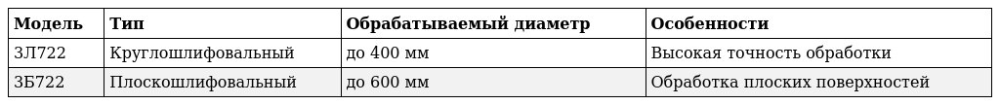 Модель Тип Обрабатываемый диаметр Особенности
3Л722 Круглошлифовальный до 400 мм Высокая точность обработки
3Б722 Плоскошлифовальный до 600 мм Обработка плоских поверхностей